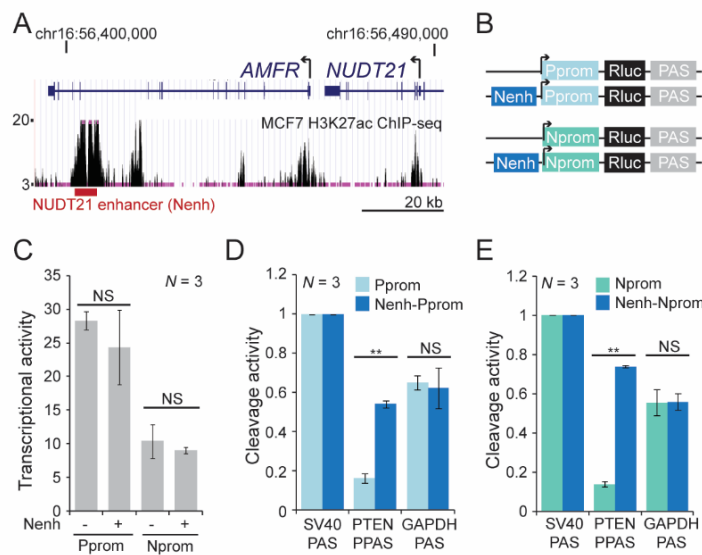 A
chr16:56,400,000
chr16:56,490,000
AMFR
NUDT21
20
MCF7 H3K27ac ChIP-seq
3
NUDT21 enhancer (Nenh)
20 kb
B
Pprom Rluc PAS
Nenh Pprom Rluc PAS
Nprom Rluc PAS
Nenh Nprom Rluc PAS
C
Transcriptional activity
35
30
25
20
15
10
5
0
N = 3
NS
NS
Nenh - + - +
Pprom Nprom
D
Cleavage activity
1.2
1
0.8
0.6
0.4
0.2
0
N = 3
Pprom
Nenh-Pprom
**
NS
SV40 PTEN GAPDH
PAS PPAS PAS
E
Cleavage activity
1.2
1
0.8
0.6
0.4
0.2
0
N = 3
Nprom
Nenh-Nprom
**
NS
SV40 PTEN GAPDH
PAS PPAS PAS